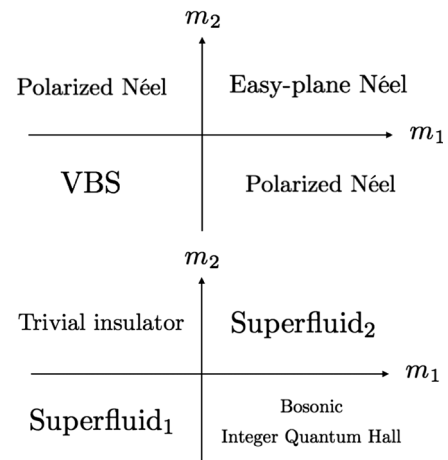 m₂
Polarized Néel Easy-plane Néel
m₁
VBS Polarized Néel
m₂
Trivial insulator Superfluid₂
m₁
Superfluid₁ Bosonic
Integer Quantum Hall